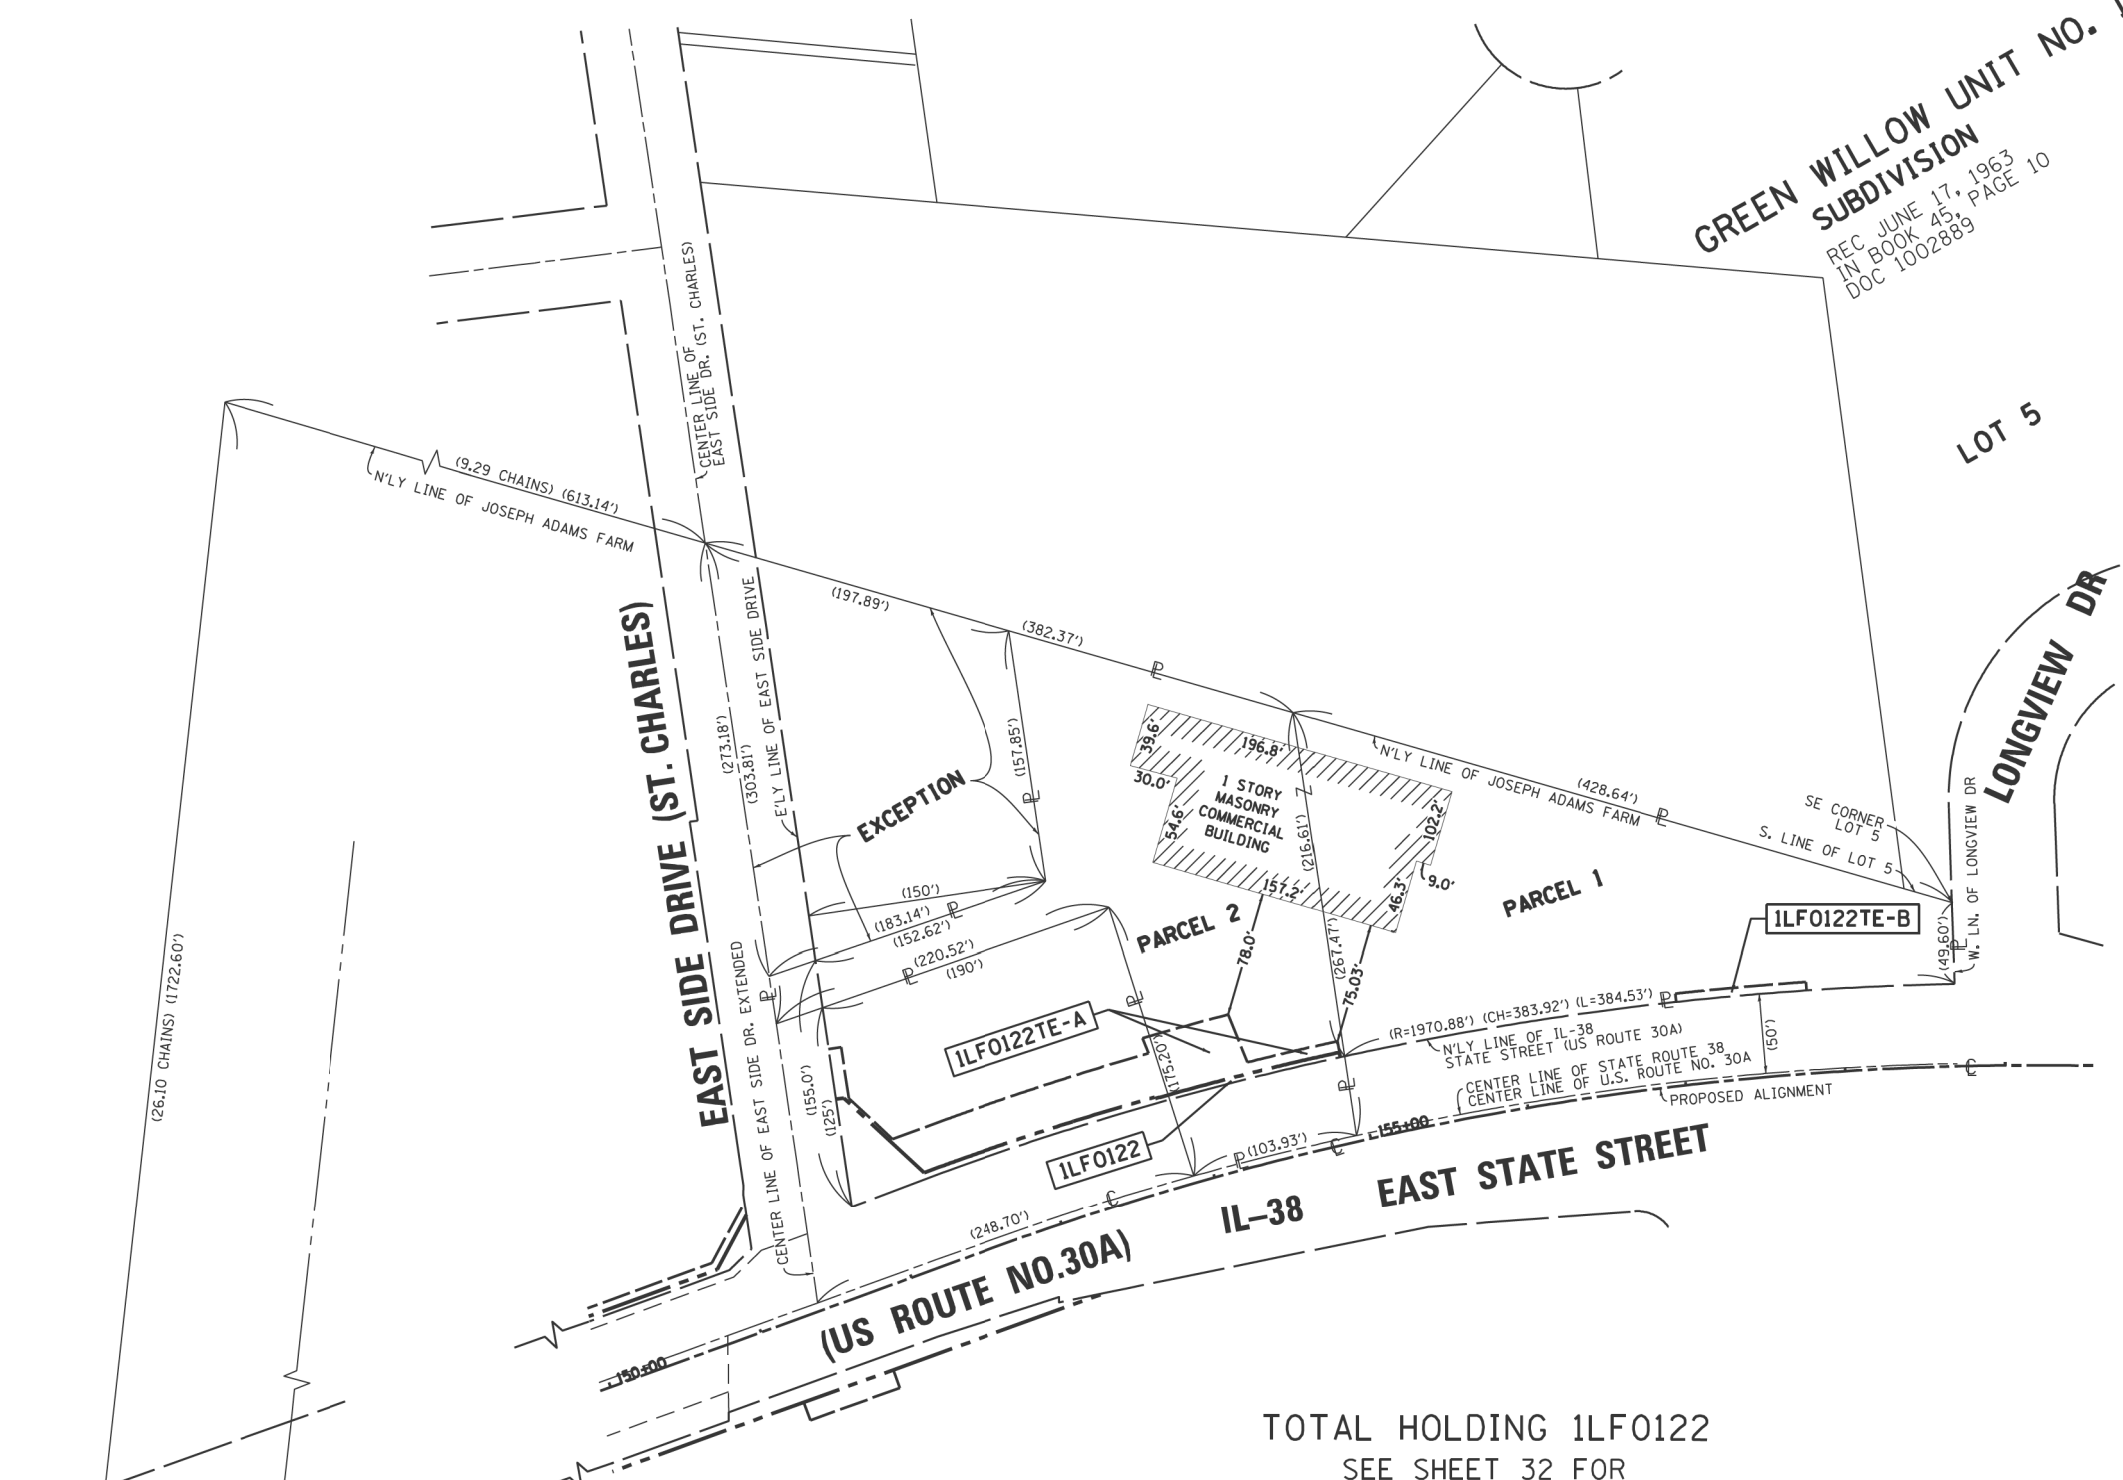 GREEN WILLOW UNIT NO.
SUBDIVISION
REC JUNE 17, 1963
IN BOOK 45, PAGE 10
DOC 1002889
LOT 5
CENTER LINE OF
EAST SIDE DR. (ST. CHARLES)
(9.29 CHAINS) (613.14')
N'LY LINE OF JOSEPH ADAMS FARM
(26.10 CHAINS) (1722.60')
EAST SIDE DRIVE (ST. CHARLES)
(273.18')
(303.81')
E'LY LINE OF EAST SIDE DRIVE
(197.89')
(382.37')
(157.85')
EXCEPTION
(150')
(183.14')
(152.62')
(220.52')
(190')
CENTER LINE OF EAST SIDE DR. EXTENDED
(155.0')
(125')
39.6'
196.8'
30.0'
54.6'
1 STORY
MASONRY
COMMERCIAL
BUILDING
102.2'
9.0'
46.3'
157.2'
(216.61')
(267.47')
N'LY LINE OF JOSEPH ADAMS FARM
(428.64')
SE CORNER
LOT 5
S. LINE OF LOT 5
LONGVIEW DR
W. LN. OF LONGVIEW DR
(49.60')
PARCEL 1
PARCEL 2
78.0'
75.03'
1LF0122TE-B
1LF0122TE-A
1LF0122
(175.20')
(R=1970.88') (CH=383.92') (L=384.53')
N'LY LINE OF IL-38
STATE STREET (US ROUTE 30A)
CENTER LINE OF STATE ROUTE 38
CENTER LINE OF U.S. ROUTE NO. 30A
(50')
PROPOSED ALIGNMENT
155+00
(103.93')
(248.70')
150+00
(US ROUTE NO.30A)
IL-38
EAST STATE STREET
TOTAL HOLDING 1LF0122
SEE SHEET 32 FOR